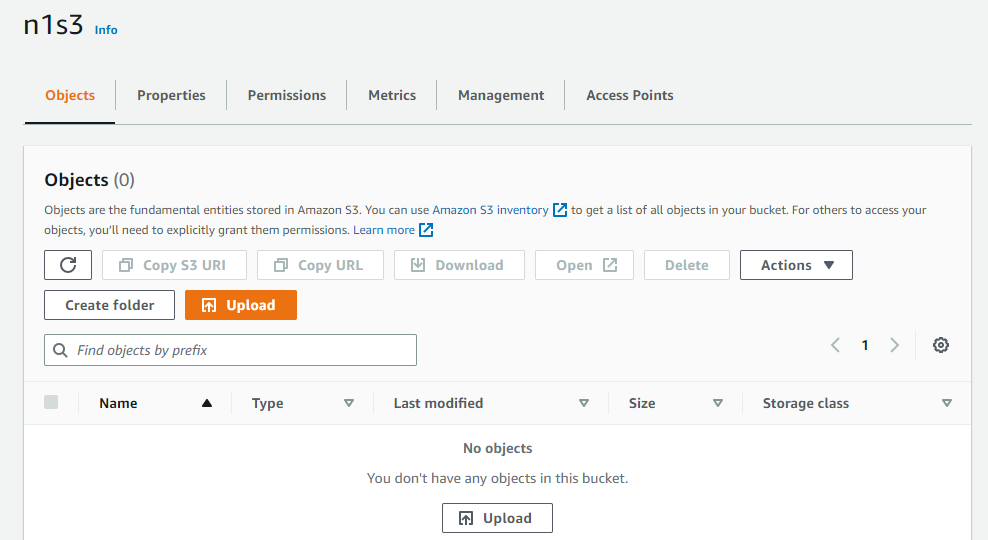 n1s3 Info
Objects Properties Permissions Metrics Management Access Points
Objects (0)
Objects are the fundamental entities stored in Amazon S3. You can use Amazon S3 inventory to get a list of all objects in your bucket. For others to access your
objects, you'll need to explicitly grant them permissions. Learn more
Copy S3 URI Copy URL Download Open Delete Actions
Create folder Upload
Find objects by prefix 1
Name Type Last modified Size Storage class
No objects
You don't have any objects in this bucket.
Upload